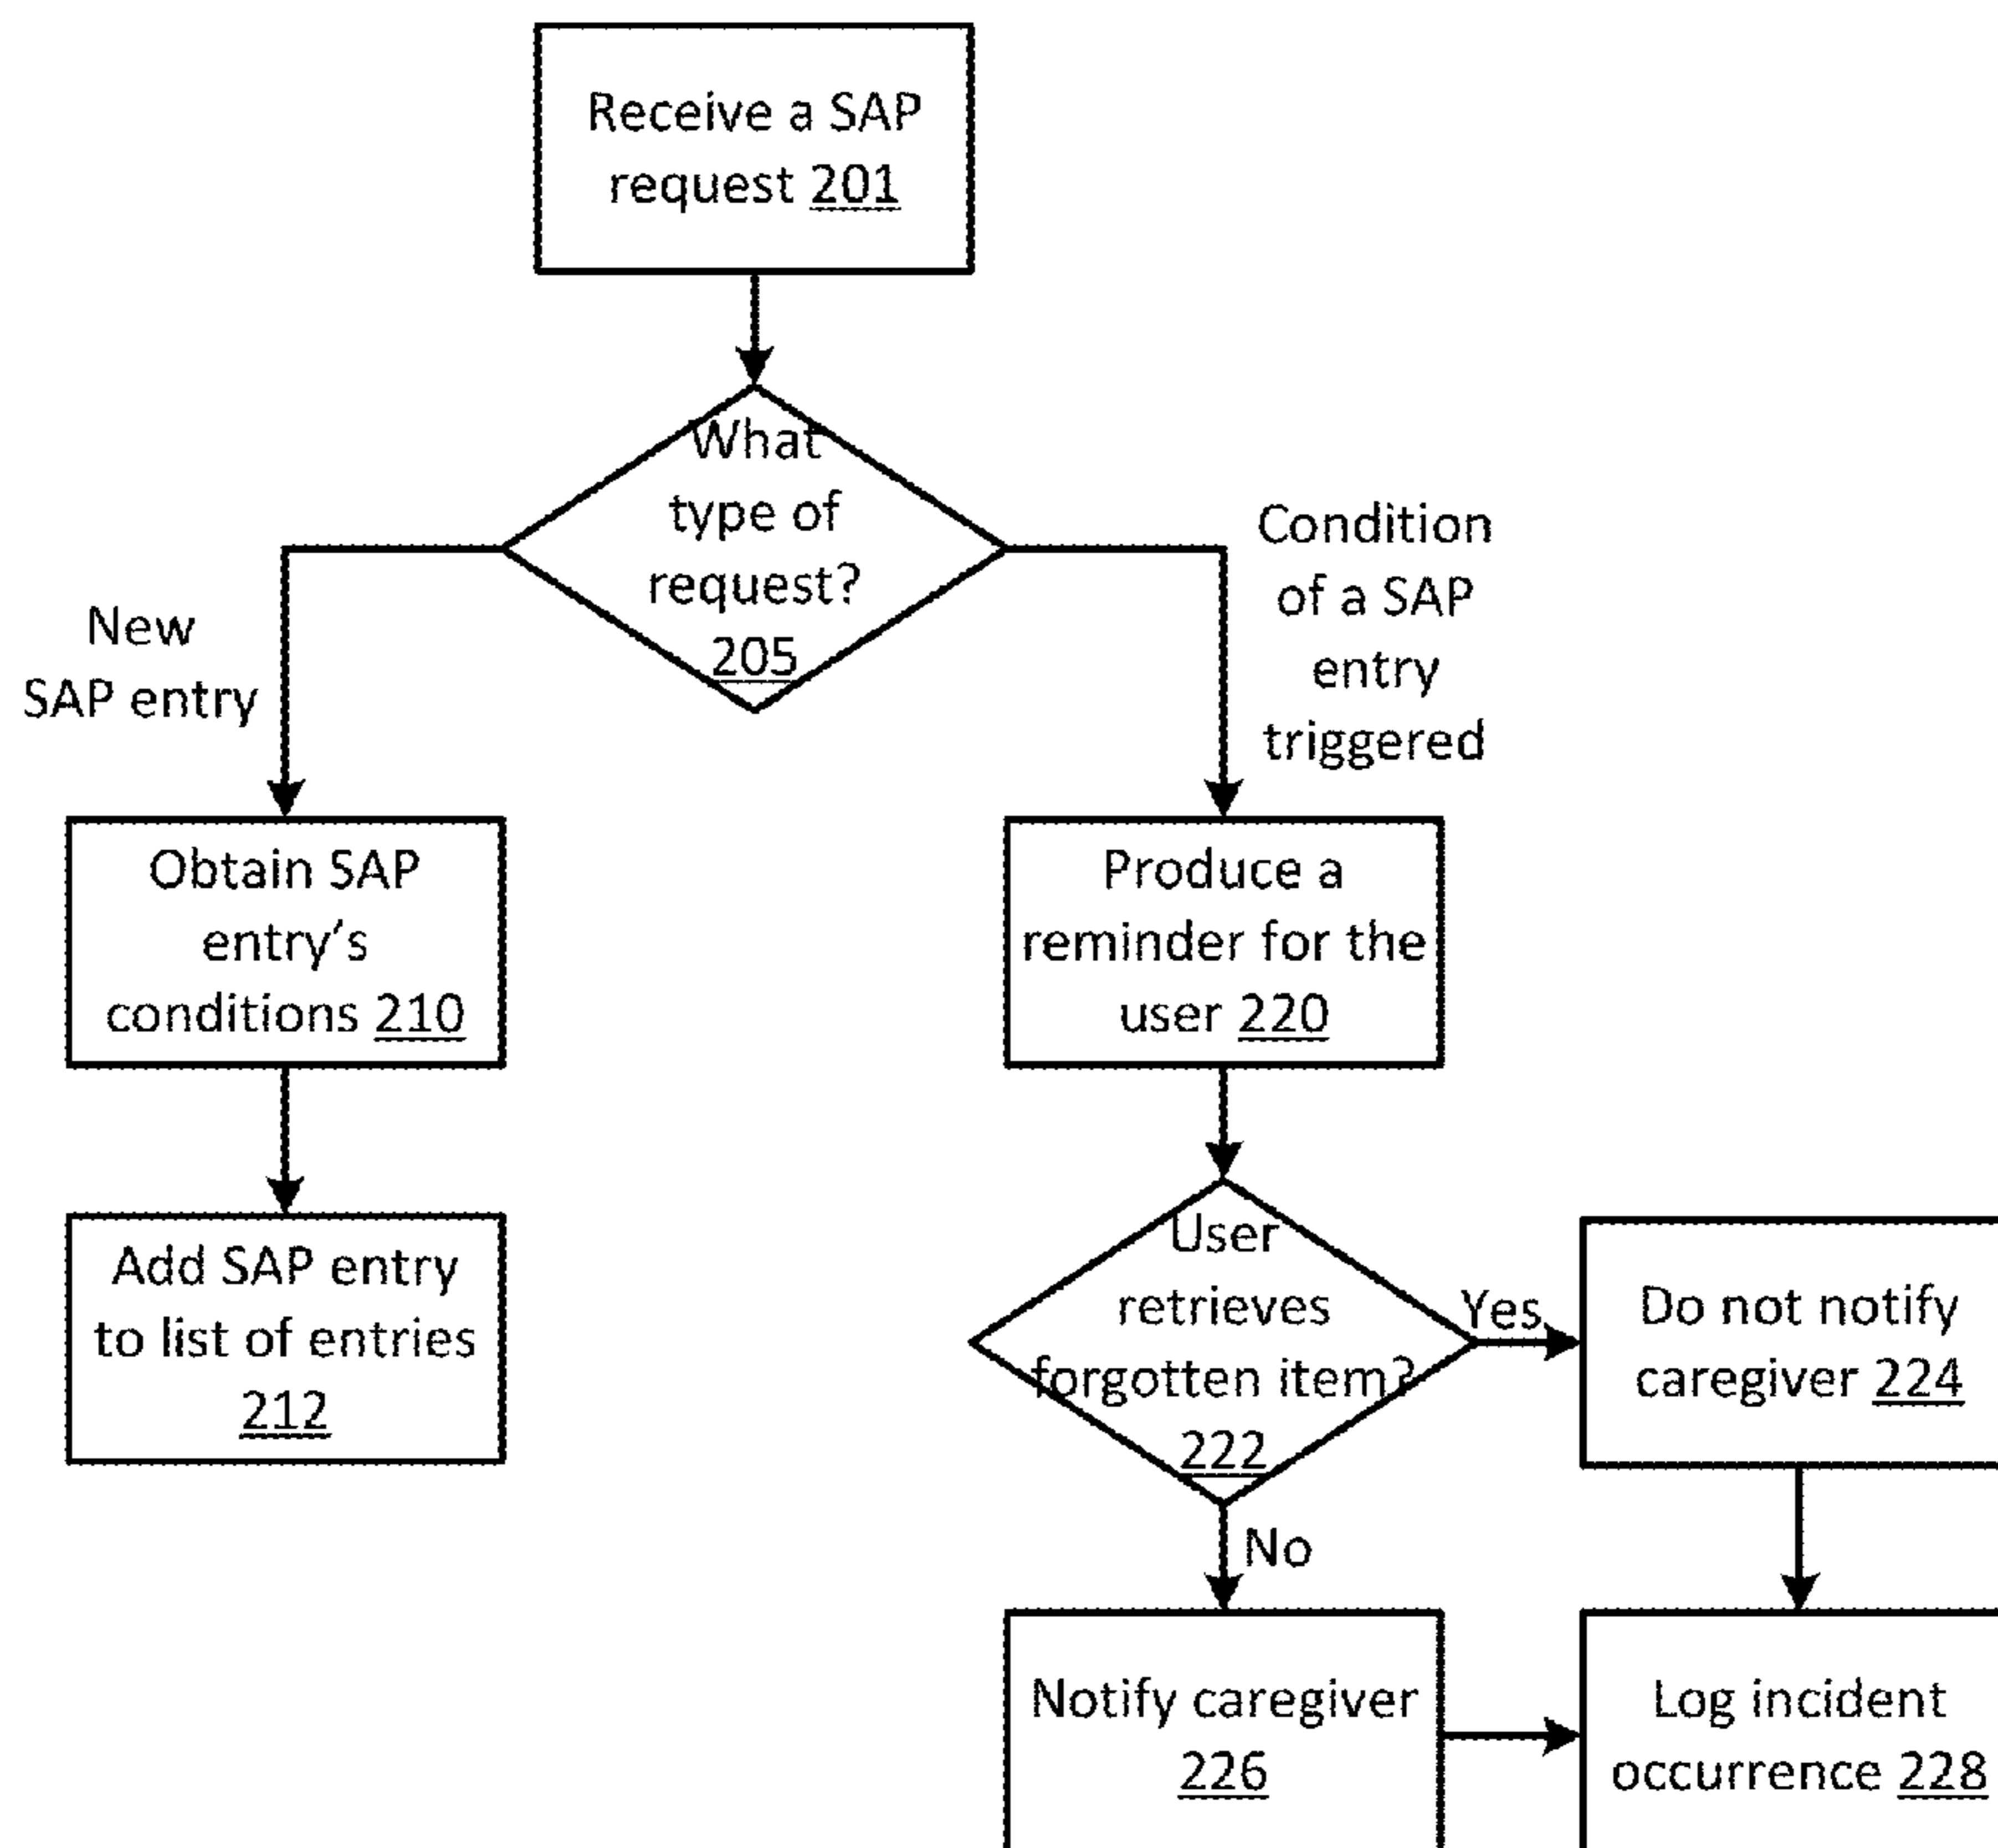 Receive a SAP
request 201
What
type of
request?
205
New
SAP entry
Condition
of a SAP
entry
triggered
Obtain SAP
entry's
conditions 210
Produce a
reminder for the
user 220
Add SAP entry
to list of entries
212
User
retrieves
forgotten item?
222
Yes
Do not notify
caregiver 224
No
Notify caregiver
226
Log incident
occurrence 228